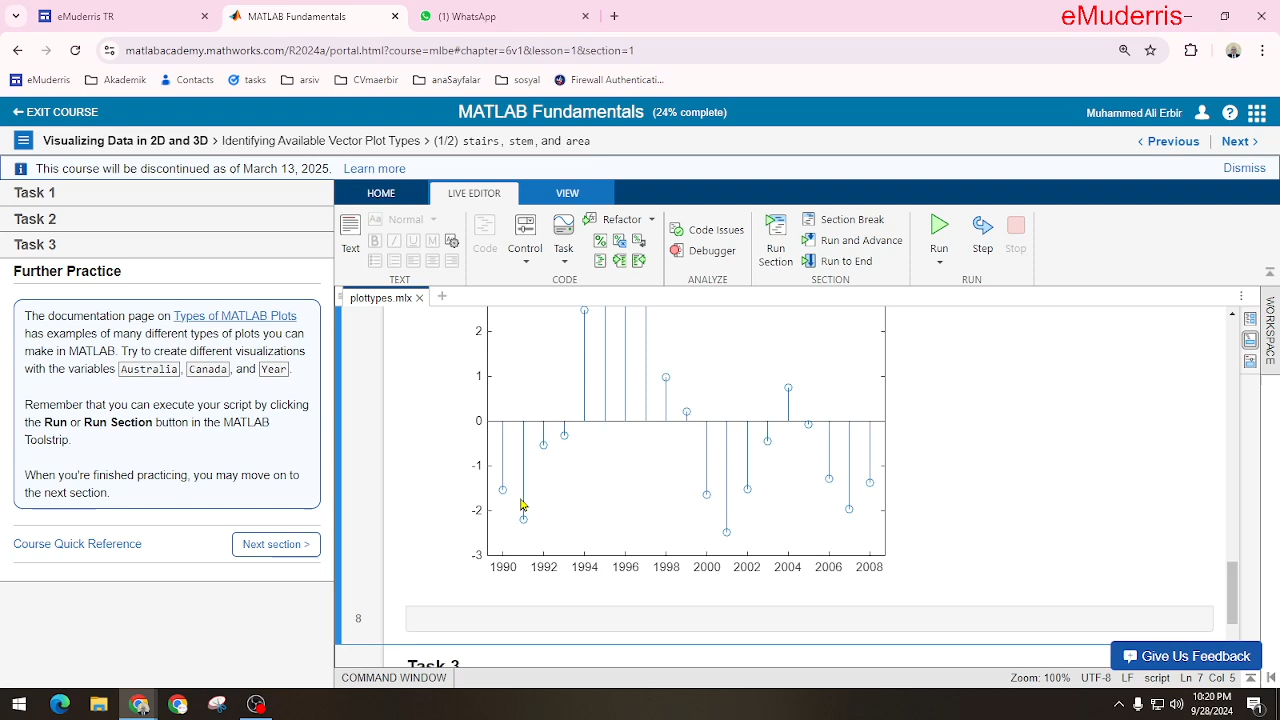 eMuderris TR
MATLAB Fundamentals
(1) WhatsApp
eMuderris
matlabacademy.mathworks.com/R2024a/portal.html?course=mlbe#chapter=6v1&lesson=1&section=1
eMuderris
Akademik
Contacts
tasks
arsiv
CVmaerbir
anaSayfalar
sosyal
Firewall Authenticati...
EXIT COURSE
MATLAB Fundamentals (24% complete)
Muhammed Ali Erbir
Visualizing Data in 2D and 3D > Identifying Available Vector Plot Types > (1/2) stairs, stem, and area
< Previous
Next >
This course will be discontinued as of March 13, 2025. Learn more
Dismiss
Task 1
Task 2
Task 3
Further Practice
The documentation page on Types of MATLAB Plots
has examples of many different types of plots you can
make in MATLAB. Try to create different visualizations
with the variables Australia, Canada, and Year.
Remember that you can execute your script by clicking
the Run or Run Section button in the MATLAB
Toolstrip.
When you're finished practicing, you may move on to
the next section.
Course Quick Reference
Next section >
HOME
LIVE EDITOR
VIEW
Text
Aa Normal
B I U M
TEXT
Code
Control
Task
Refactor
CODE
Code Issues
Debugger
ANALYZE
Run
Section
Section Break
Run and Advance
Run to End
SECTION
Run
Step
Stop
RUN
plottypes.mlx
WORKSPACE
2
1
0
-1
-2
-3
1990 1992 1994 1996 1998 2000 2002 2004 2006 2008
8
Task 3
Give Us Feedback
COMMAND WINDOW
Zoom: 100% UTF-8 LF script Ln 7 Col 5
10:20 PM
9/28/2024